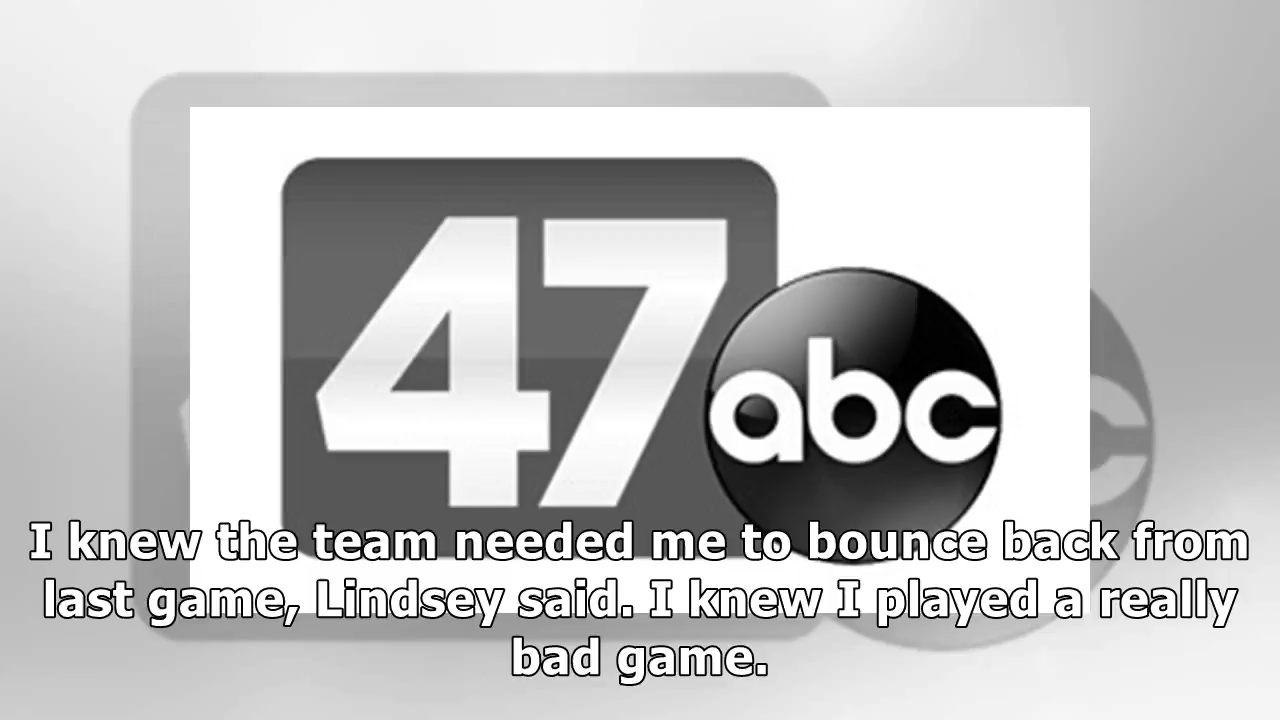 47
abc
I knew the team needed me to bounce back from
last game, Lindsey said. I knew I played a really
bad game.